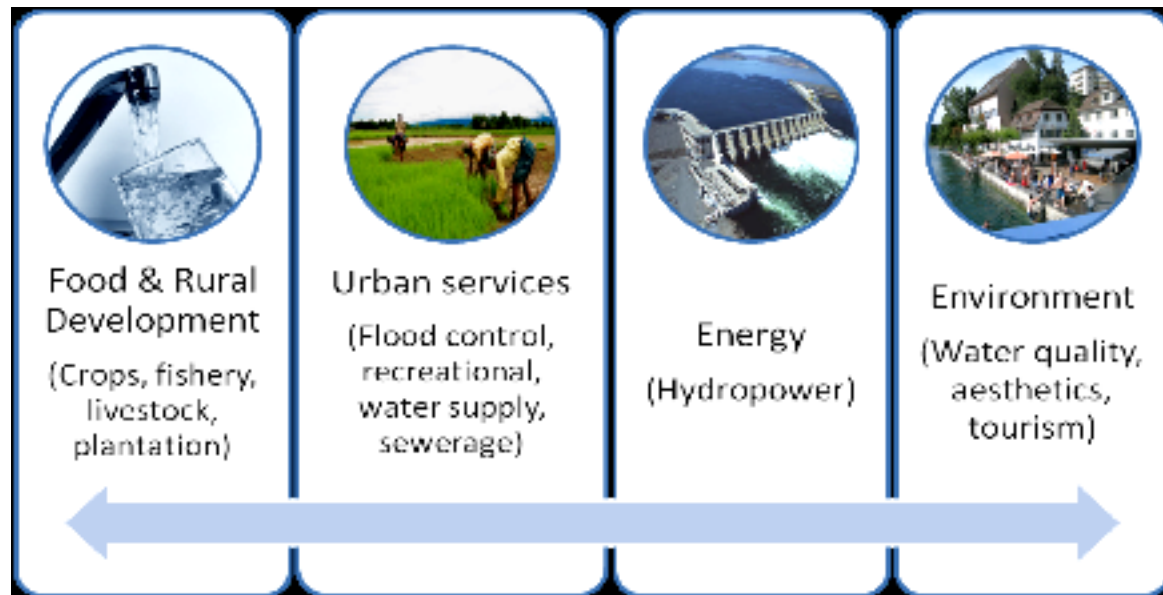 Food & Rural
Development
(Crops, fishery,
livestock,
plantation)
Urban services
(Flood control,
recreational,
water supply,
sewerage)
Energy
(Hydropower)
Environment
(Water quality,
aesthetics,
tourism)